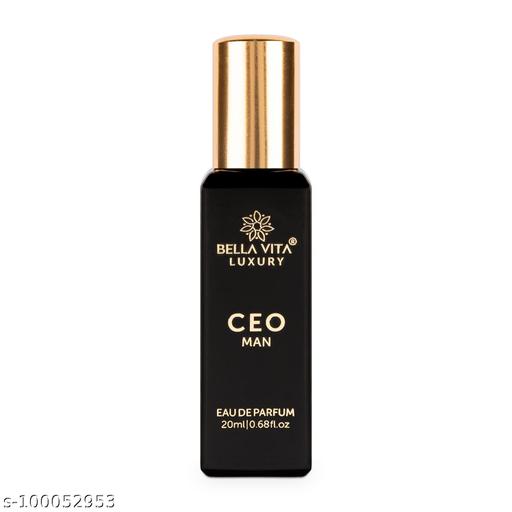 BELLA VITA®
LUXURY
CEO
MAN
EAU DE PARFUM
20ml|0.68fl.oz
s-100052953